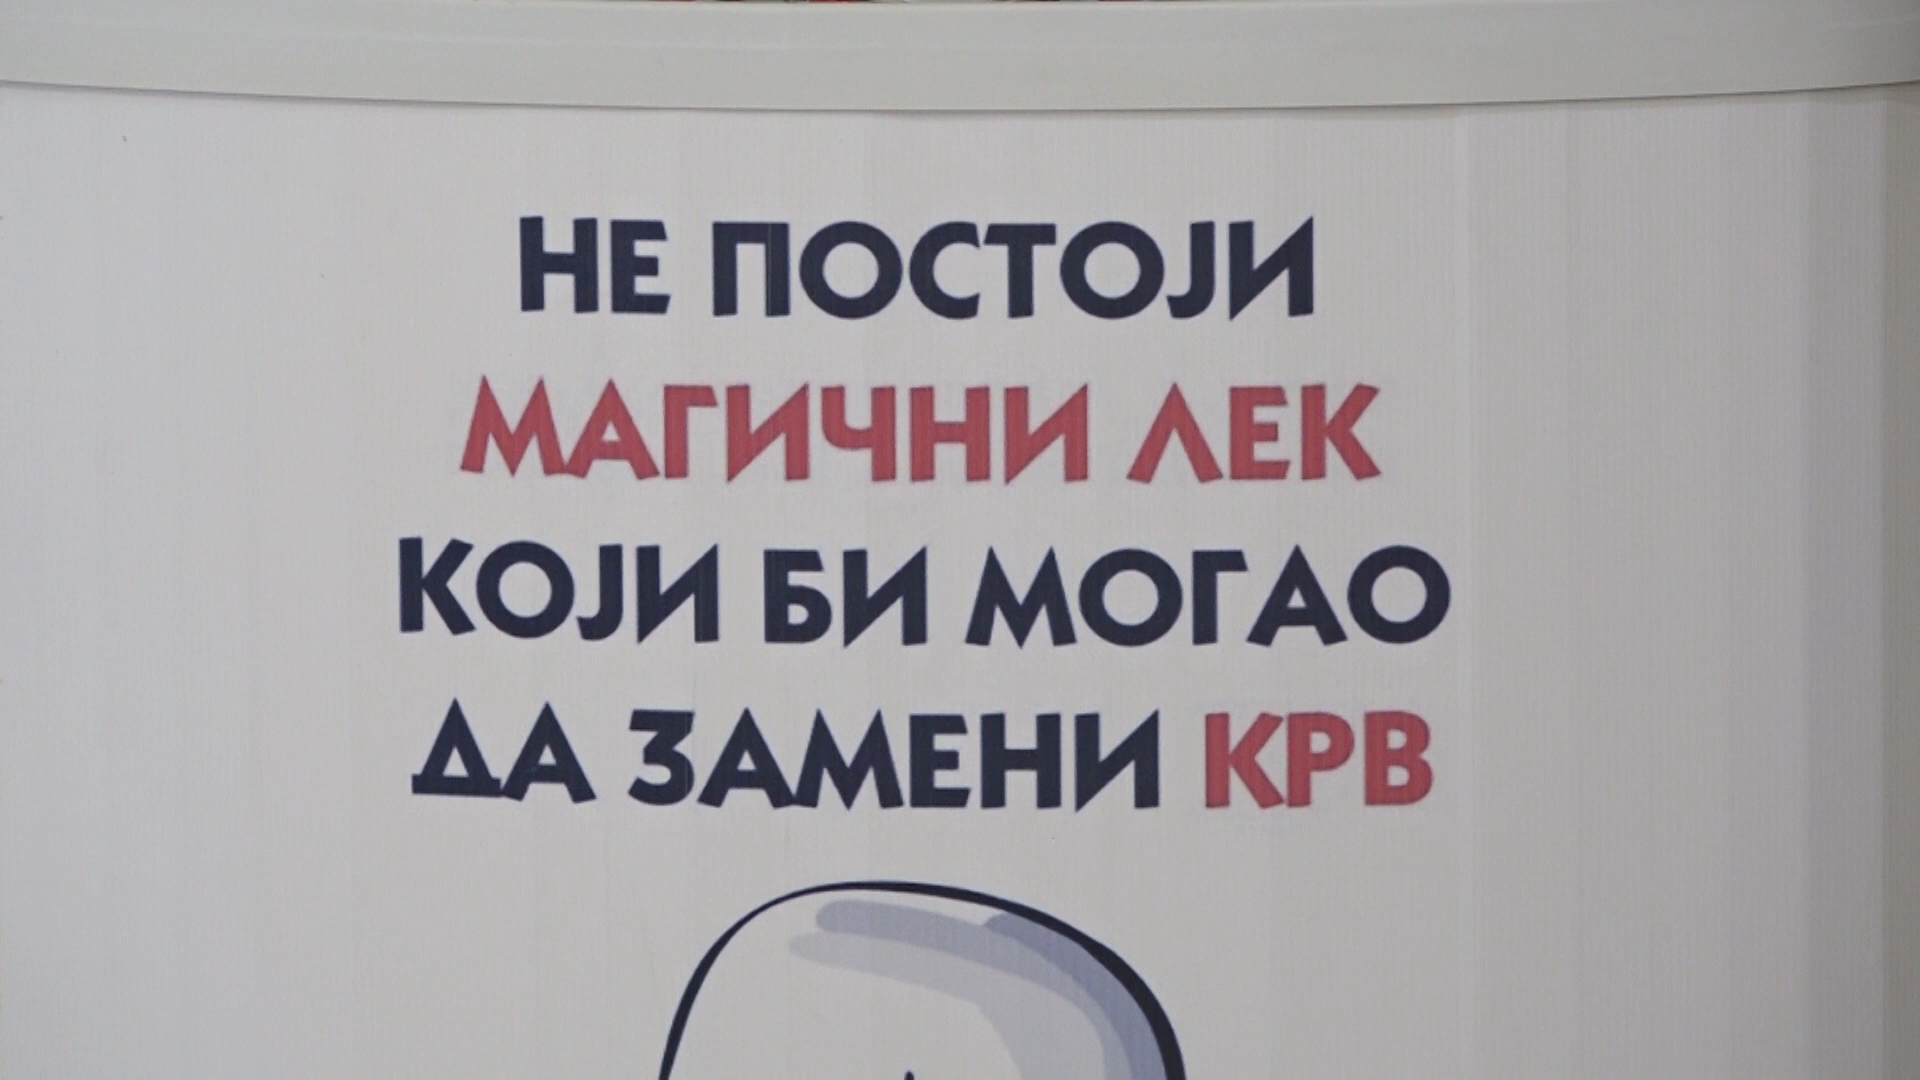 НЕ ПОСТОЈИ
МАГИЧНИ ЛЕК
КОЈИ БИ МОГАО
ДА ЗАМЕНИ КРВ